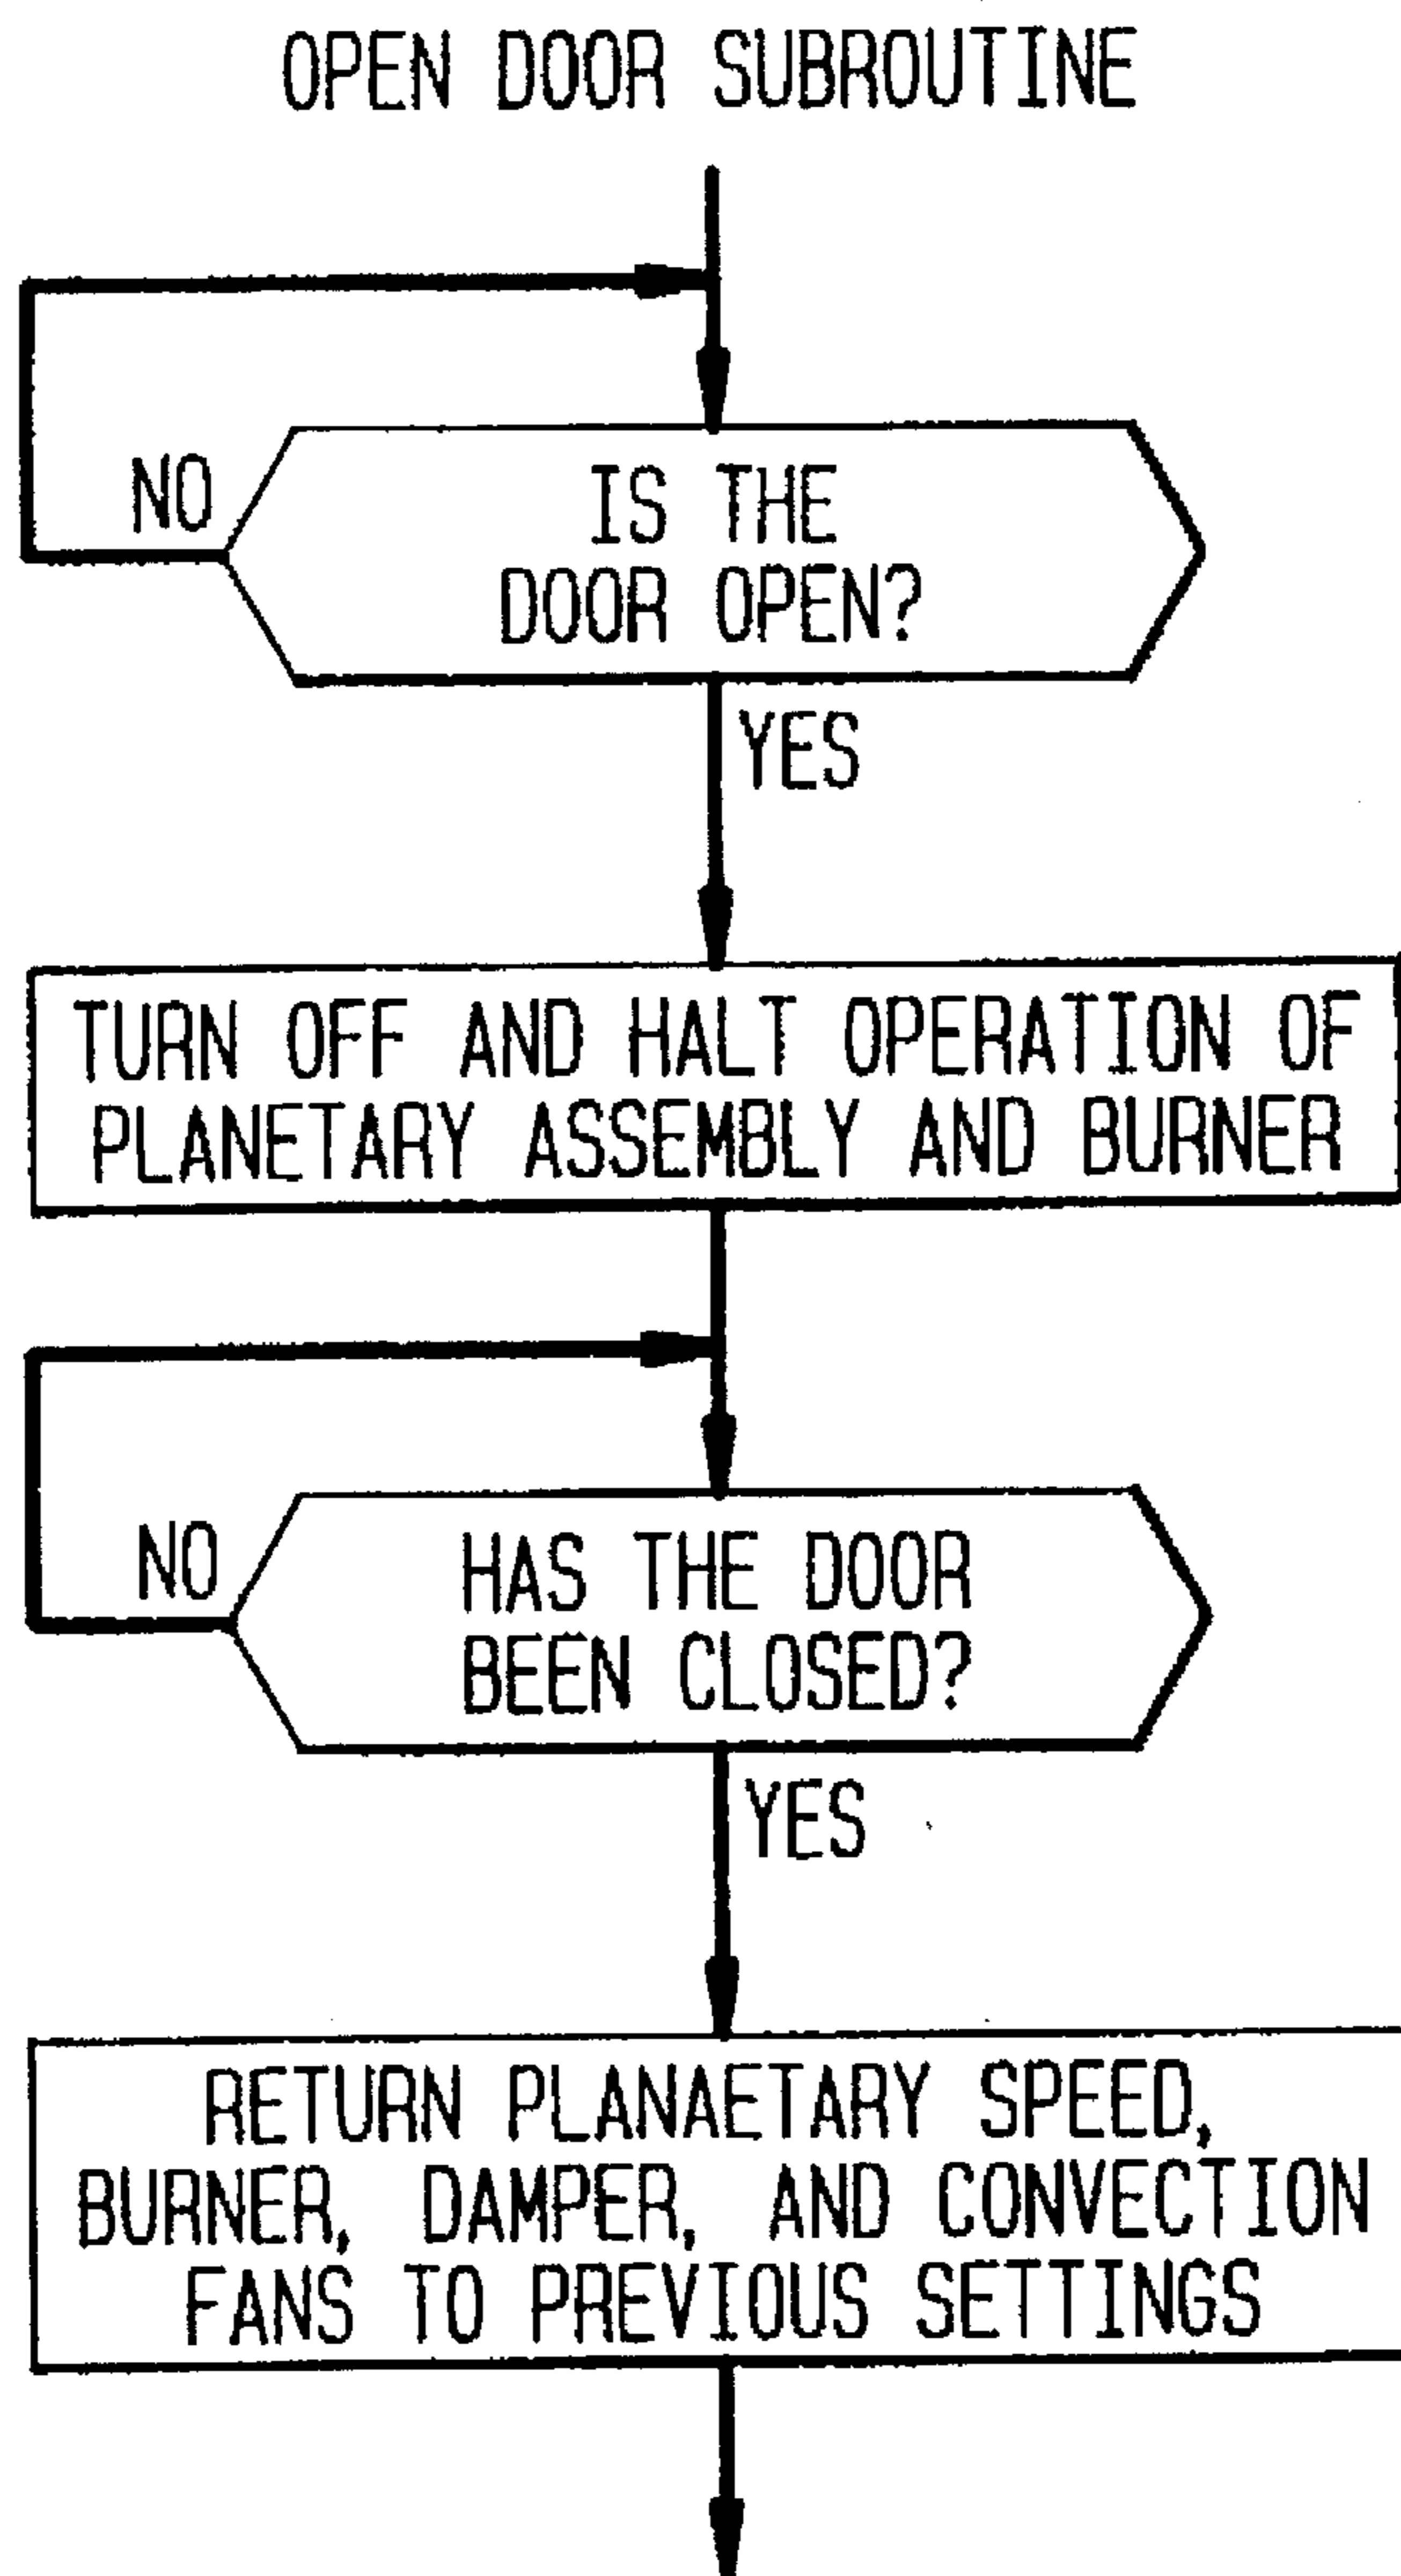 OPEN DOOR SUBROUTINE
NO
IS THE
DOOR OPEN?
YES
TURN OFF AND HALT OPERATION OF
PLANETARY ASSEMBLY AND BURNER
NO
HAS THE DOOR
BEEN CLOSED?
YES
RETURN PLANAETARY SPEED,
BURNER, DAMPER, AND CONVECTION
FANS TO PREVIOUS SETTINGS